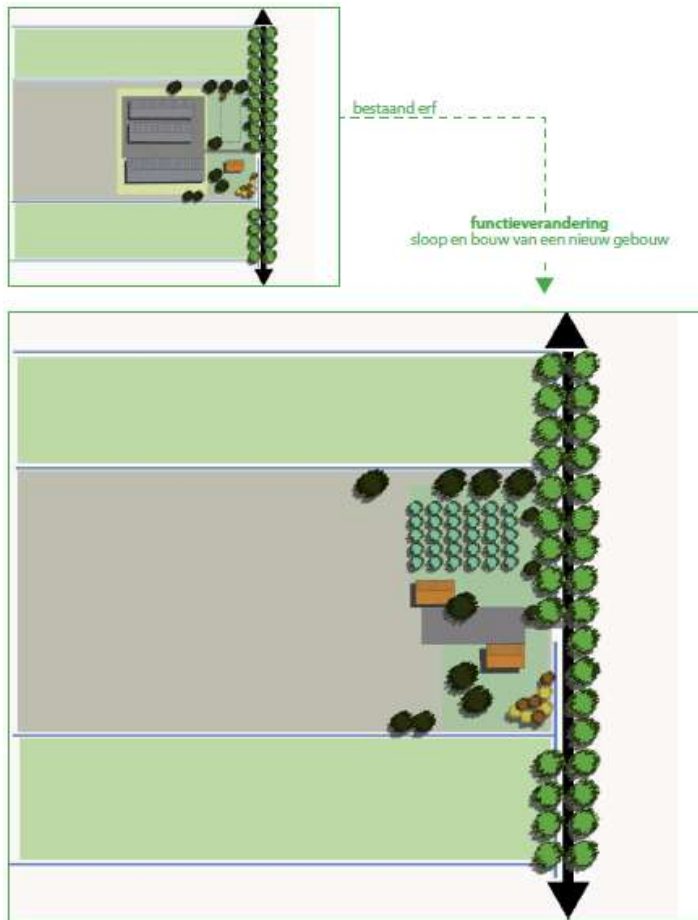 bestaand erf
functieverandering
sloop en bouw van een nieuw gebouw